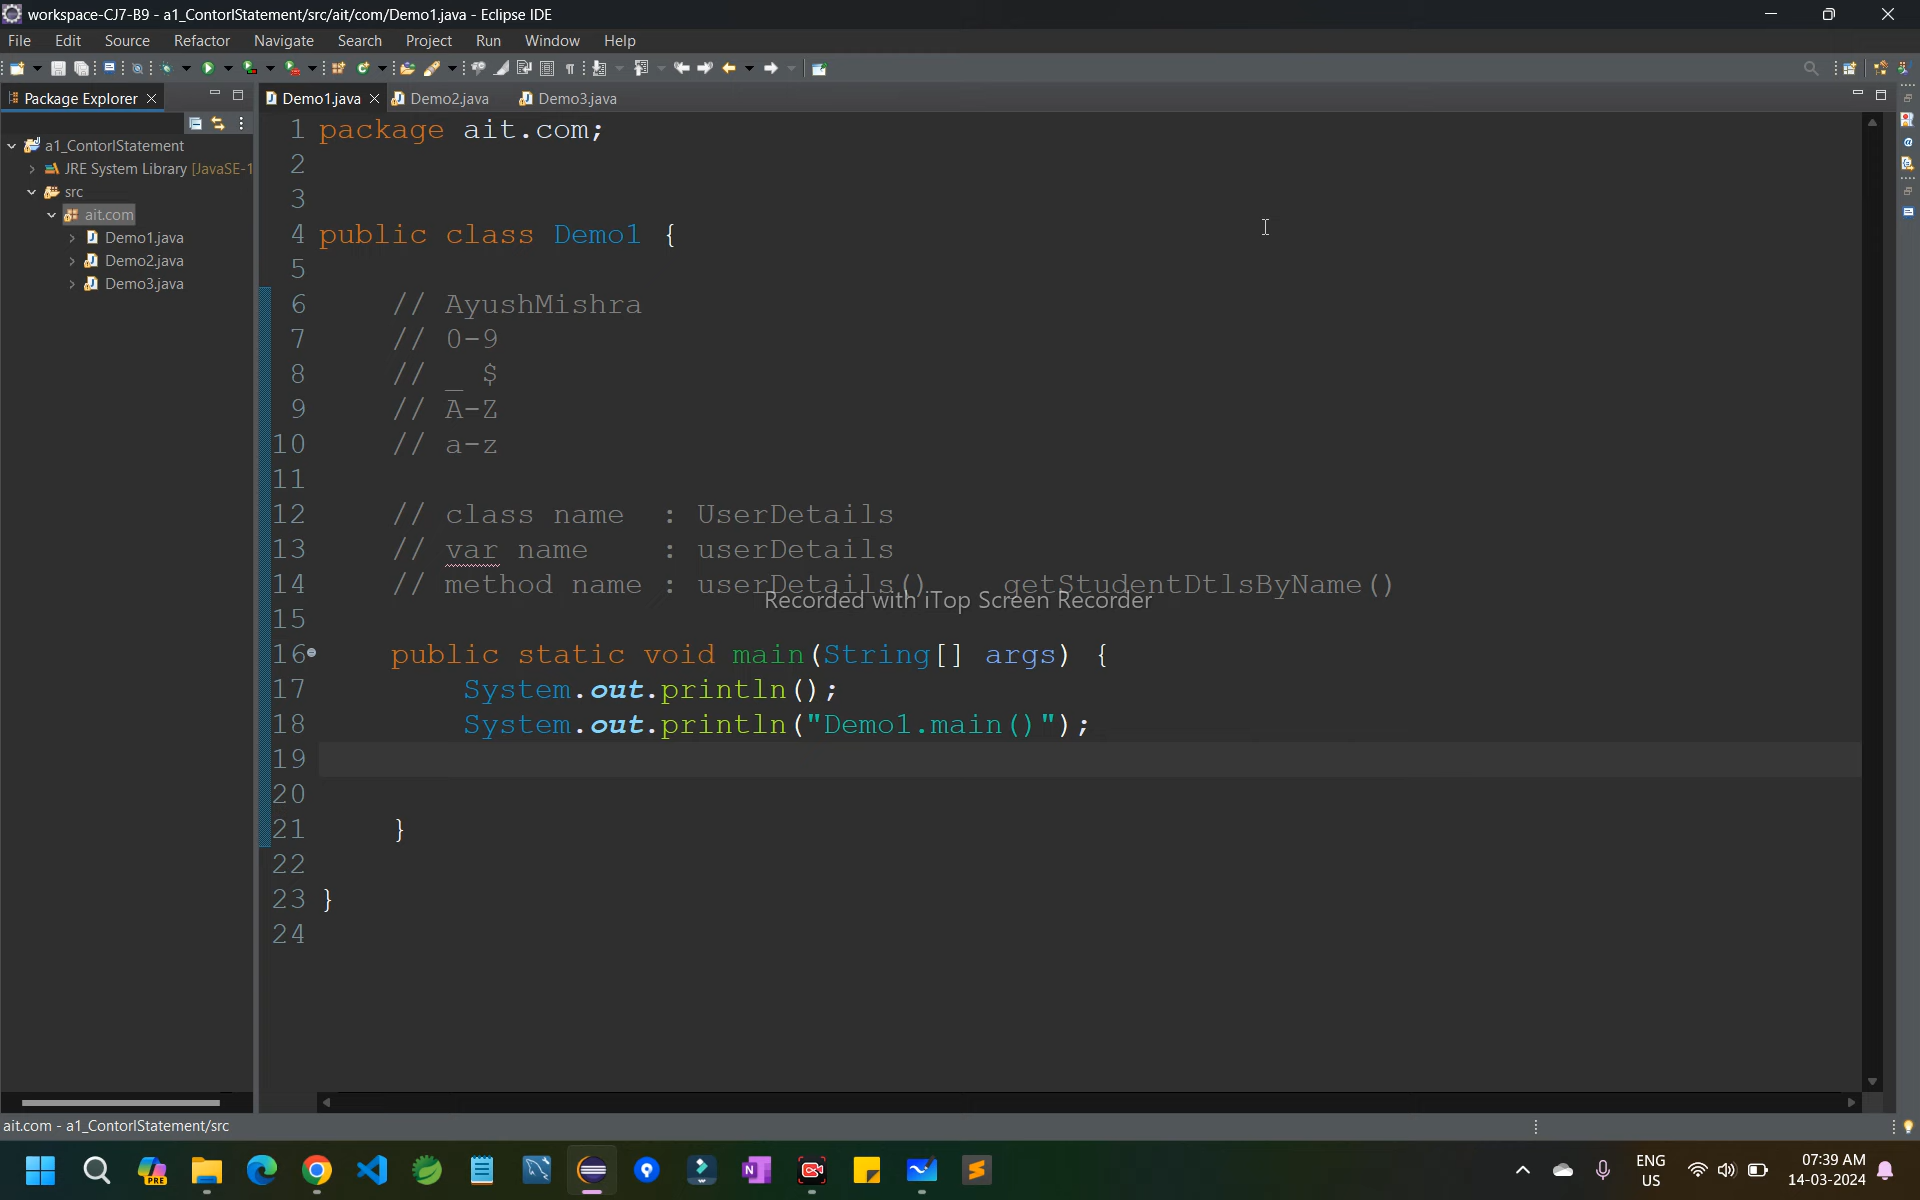 workspace-CJ7-B9 - a1_ContorlStatement/src/ait/com/Demo1.java - Eclipse IDE
File Edit Source Refactor Navigate Search Project Run Window Help
Package Explorer
Demo1.java Demo2.java Demo3.java
a1_ContorlStatement
JRE System Library [JavaSE-1
src
ait.com
Demo1.java
Demo2.java
Demo3.java
1 package ait.com;
2
3
4 public class Demo1 {
5
6 // AyushMishra
7 // 0-9
8 // _ $
9 // A-Z
10 // a-z
11
12 // class name : UserDetails
13 // var name : userDetails
14 // method name : userDetails() getStudentDtlsByName()
Recorded with iTop Screen Recorder
15
16 public static void main(String[] args) {
17 System.out.println();
18 System.out.println("Demo1.main()");
19
20
21 }
22
23 }
24
ait.com - a1_ContorlStatement/src
PRE
ENG
US
07:39 AM
14-03-2024